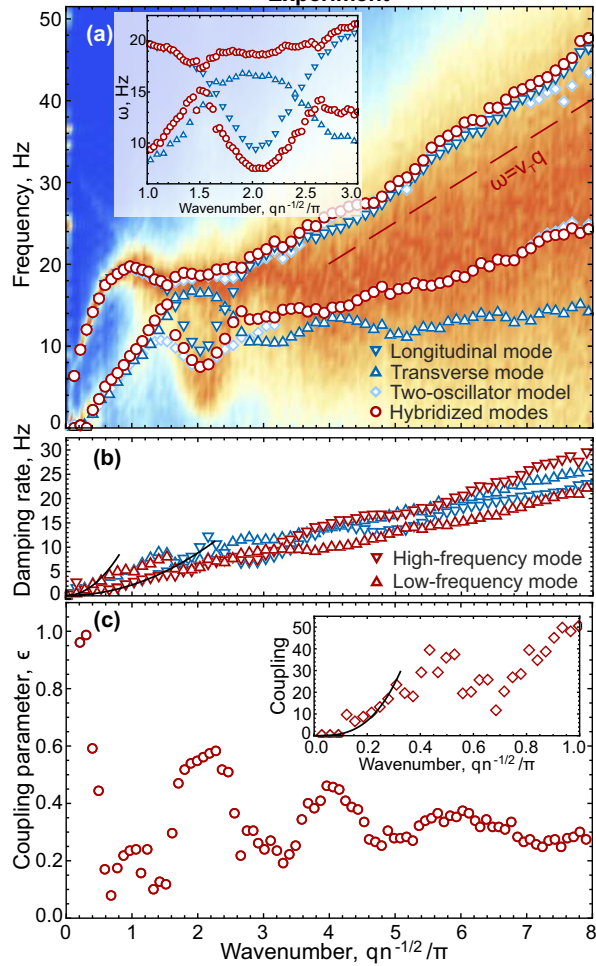 Experiment
(a)
50
40
30
20
10
0
Frequency, Hz
20
15
10
ω, Hz
1.0 1.5 2.0 2.5 3.0
Wavenumber, qn-1/2/π
ω=vTq
Longitudinal mode
Transverse mode
Two-oscillator model
Hybridized modes
(b)
30
25
20
15
10
5
0
Damping rate, Hz
High-frequency mode
Low-frequency mode
(c)
1.0
0.8
0.6
0.4
0.2
0.0
Coupling parameter, ϵ
50
40
30
20
10
0
Coupling
0.0 0.2 0.4 0.6 0.8 1.0
Wavenumber, qn-1/2/π
0 1 2 3 4 5 6 7 8
Wavenumber, qn-1/2/π